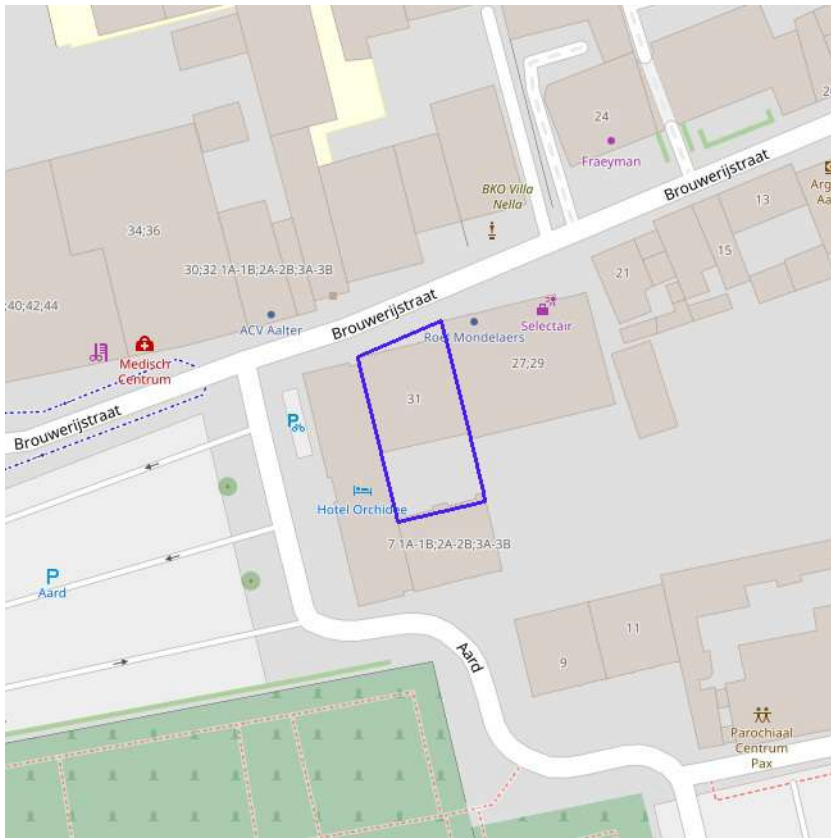 24
Fraeyman
Brouwerijstraat
BKO Villa
Nella
13
15
21
34;36
30;32 1A-1B;2A-2B;3A-3B
;40;42;44
ACV Aalter
Brouwerijstraat
Roel Mondelaers
Selectair
27;29
Medisch
Centrum
31
Brouwerijstraat
P
Hotel Orchidee
7 1A-1B;2A-2B;3A-3B
P
Aard
Aard
9
11
Parochiaal
Centrum
Pax